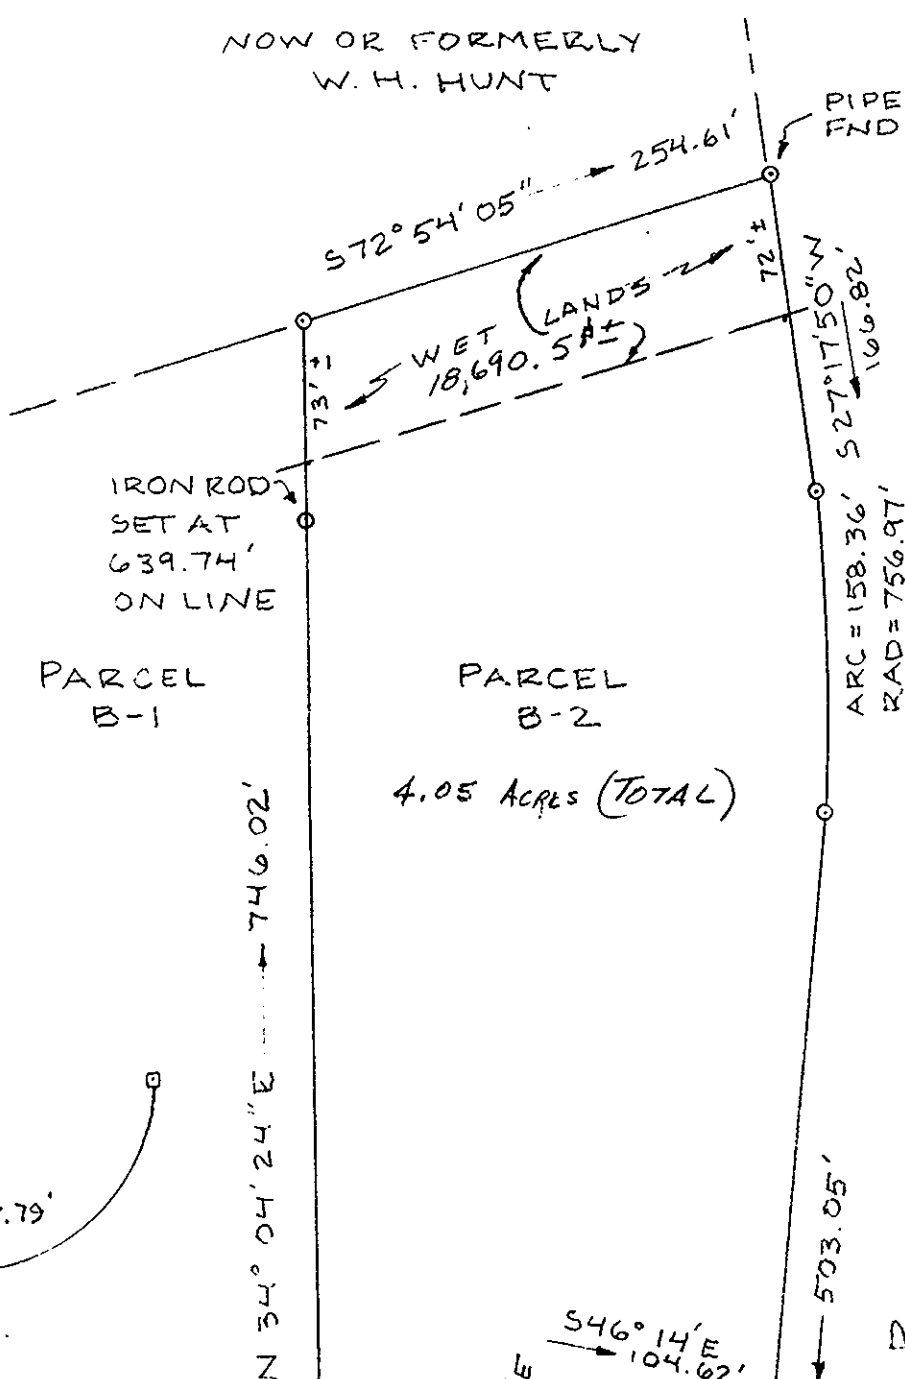 NOW OR FORMERLY
W. H. HUNT
PIPE
FND
S72° 54' 05" 254.61'
72'±
S27°17'50"W
166.82'
WET LANDS
18,690. S
73'±
IRON ROD
SET AT
639.74'
ON LINE
ARC = 158.36'
RAD = 756.97'
PARCEL
B-1
PARCEL
B-2
4.05 ACRES (TOTAL)
N 34° 04' 24" E 746.02'
.79'
503.05'
S46° 14' E
104.62'
E
D